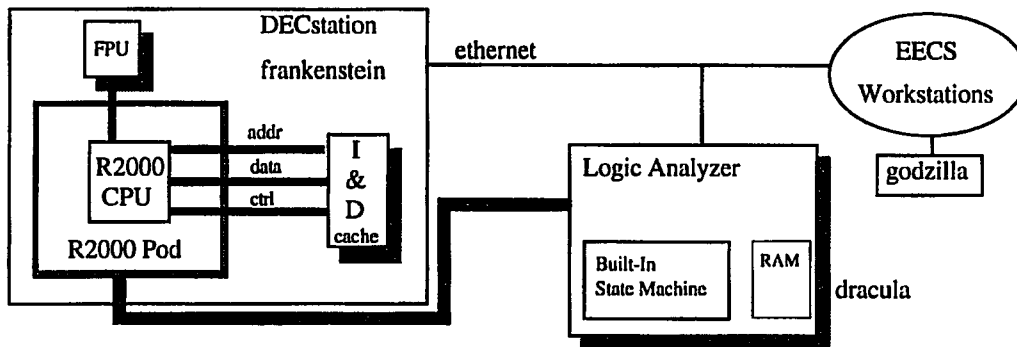 DECstation
frankenstein
FPU
R2000
CPU
R2000 Pod
addr
data
ctrl
I
&
D
cache
ethernet
EECS
Workstations
godzilla
Logic Analyzer
Built-In
State Machine
RAM
dracula